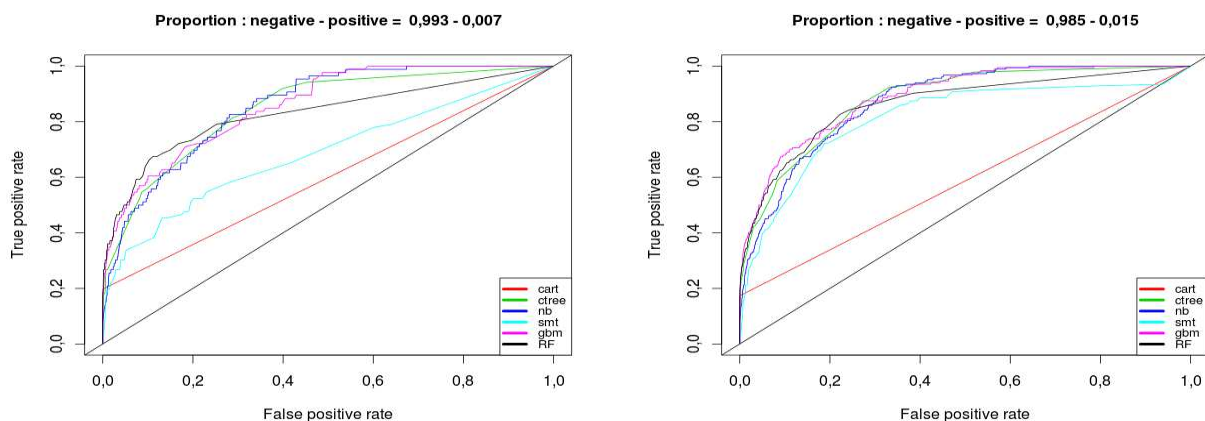 Proportion : negative - positive = 0,993 - 0,007
True positive rate
1,0
0,8
0,6
0,4
0,2
0,0
cart
ctree
nb
smt
gbm
RF
0,0 0,2 0,4 0,6 0,8 1,0
False positive rate
Proportion : negative - positive = 0,985 - 0,015
True positive rate
1,0
0,8
0,6
0,4
0,2
0,0
cart
ctree
nb
smt
gbm
RF
0,0 0,2 0,4 0,6 0,8 1,0
False positive rate